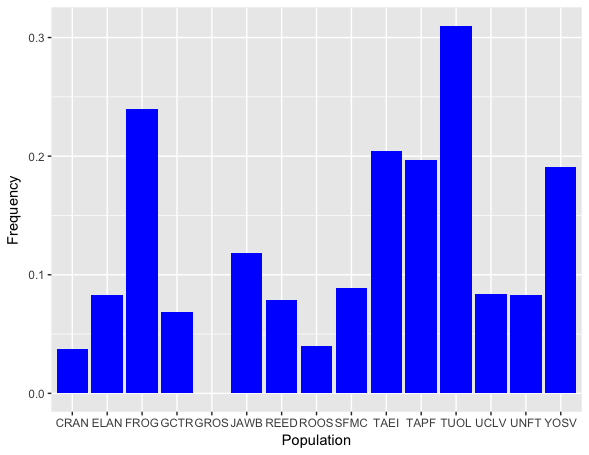 0.3
0.2
0.1
0.0
Frequency
CRAN ELAN FROG GCTR GROS JAWB REED ROOS SFMC TAEI TAPF TUOL UCLV UNFT YOSV
Population